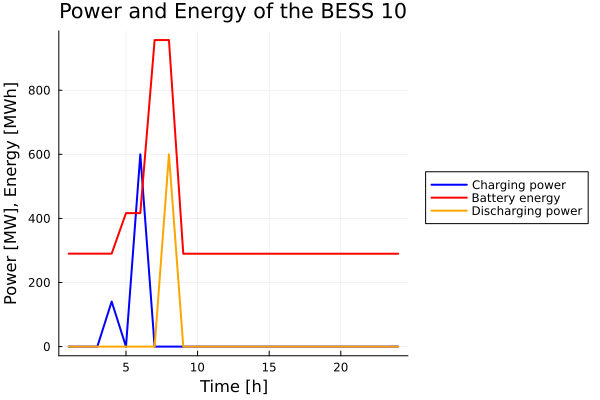 Power and Energy of the BESS 10
Power [MW], Energy [MWh]
800
600
400
200
0
5 10 15 20
Time [h]
Charging power
Battery energy
Discharging power